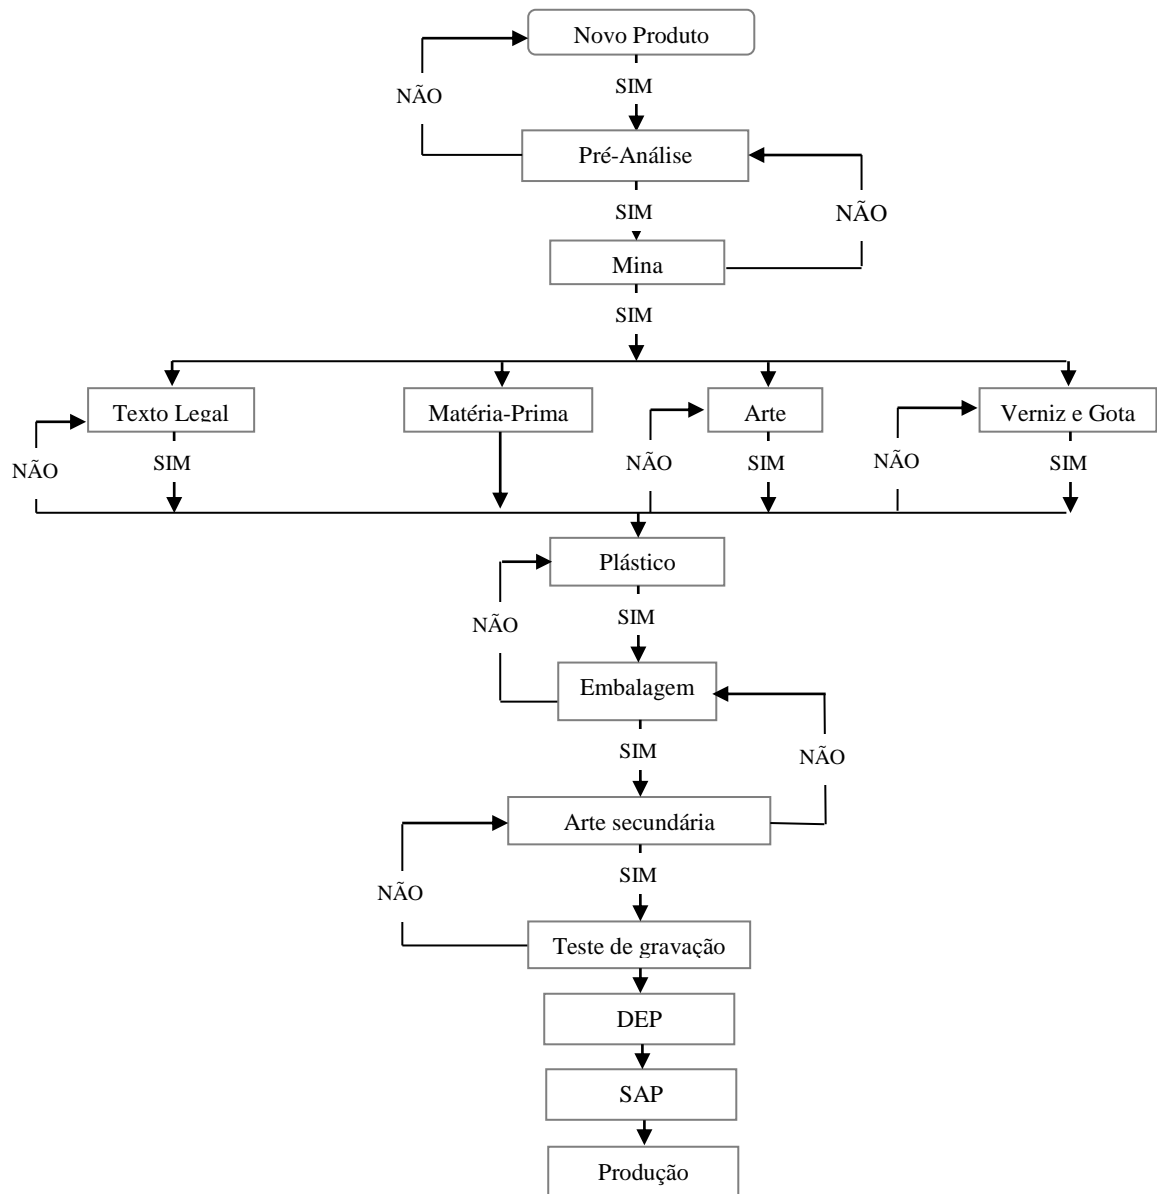 Novo Produto
SIM
NÃO
Pré-Análise
SIM
NÃO
Mina
SIM
Texto Legal
Matéria-Prima
Arte
Verniz e Gota
NÃO
SIM
NÃO
SIM
NÃO
SIM
Plástico
NÃO
SIM
Embalagem
SIM
NÃO
Arte secundária
NÃO
SIM
Teste de gravação
DEP
SAP
Produção